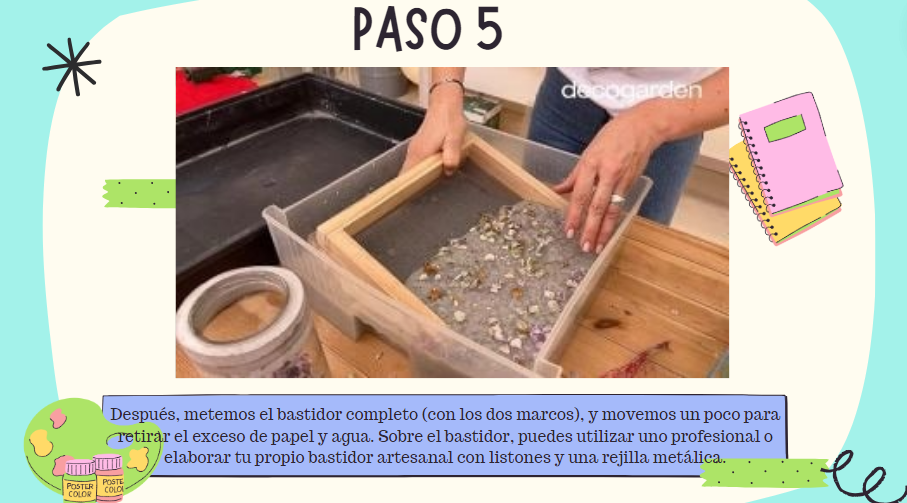 PASO 5
decogarden
Después, metemos el bastidor completo (con los dos marcos), y movemos un poco para
retirar el exceso de papel y agua. Sobre el bastidor, puedes utilizar uno profesional o
elaborar tu propio bastidor artesanal con listones y una rejilla metálica.
POSTER
COLOR
POSTE
COLO